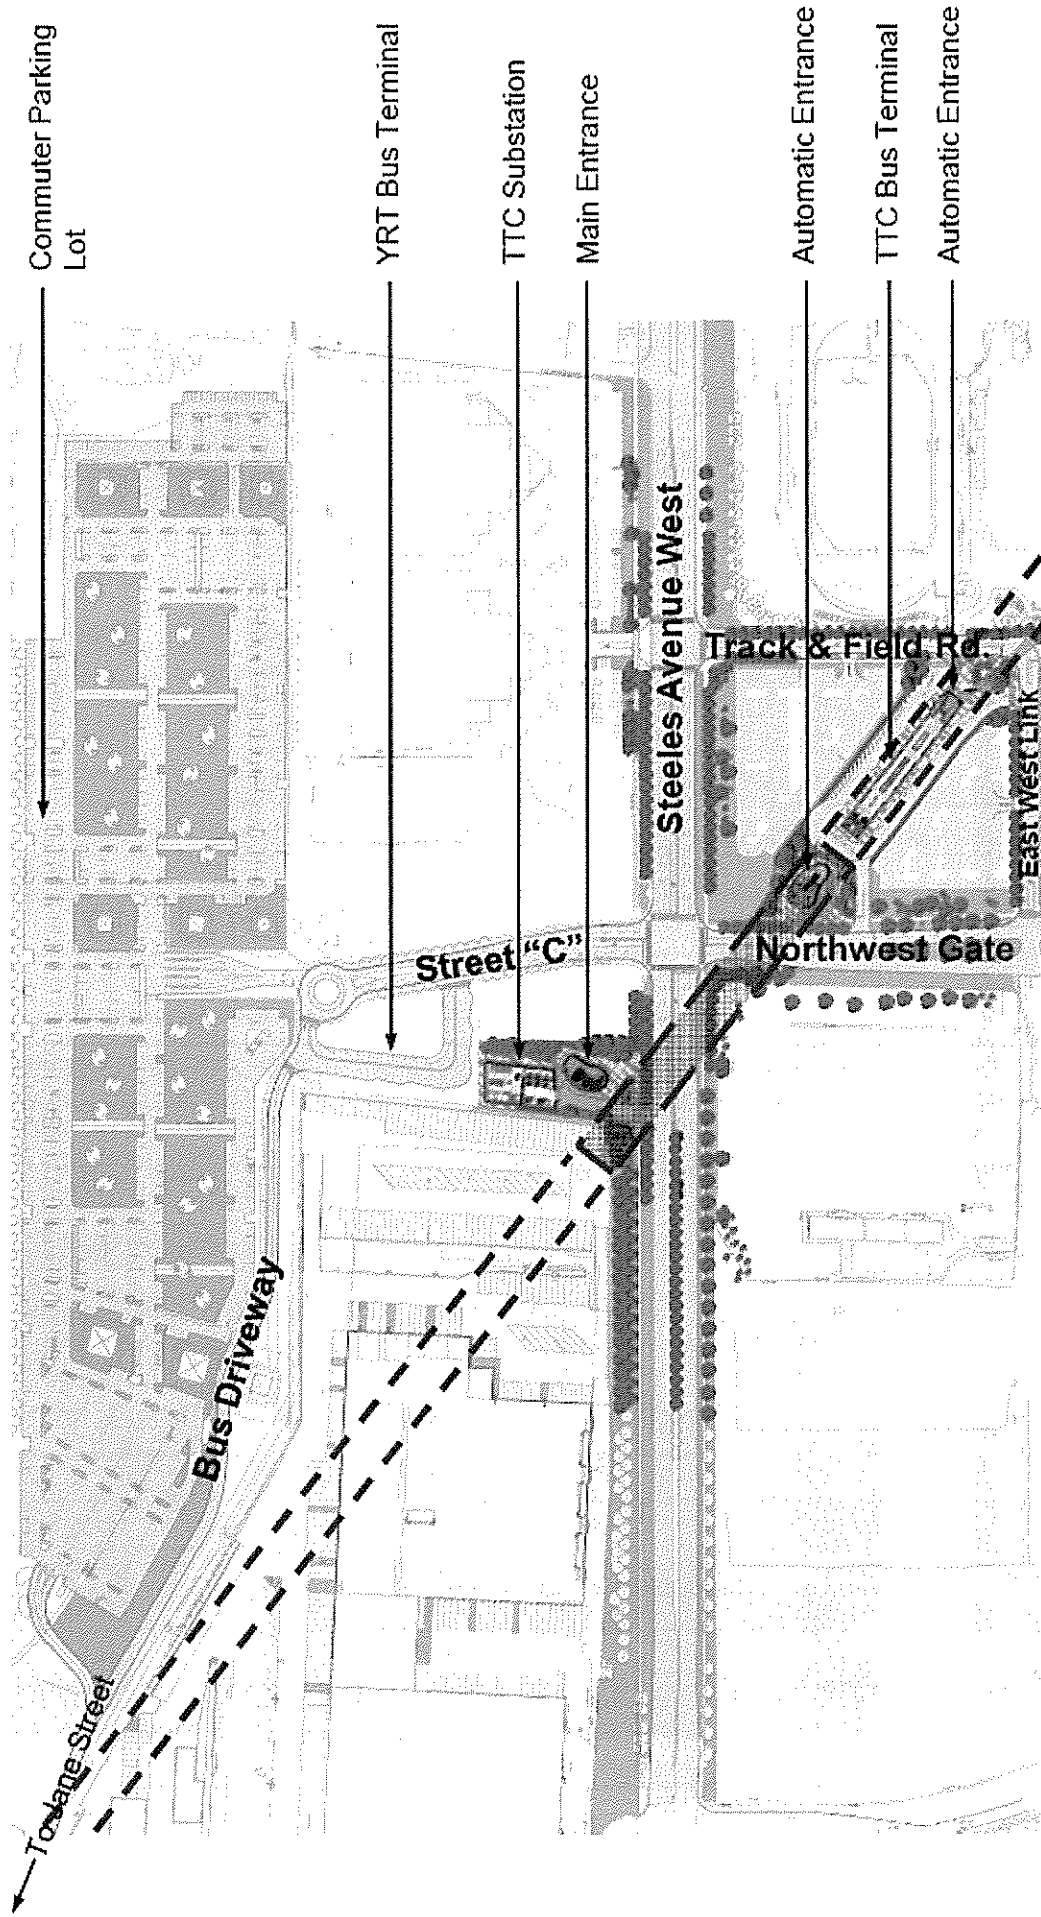 Commuter Parking
Lot
YRT Bus Terminal
TTC Substation
Main Entrance
Automatic Entrance
TTC Bus Terminal
Automatic Entrance
Steeles Avenue West
Track & Field Rd.
East West Link
Northwest Gate
Street "C"
Bus Driveway
To Jane Street